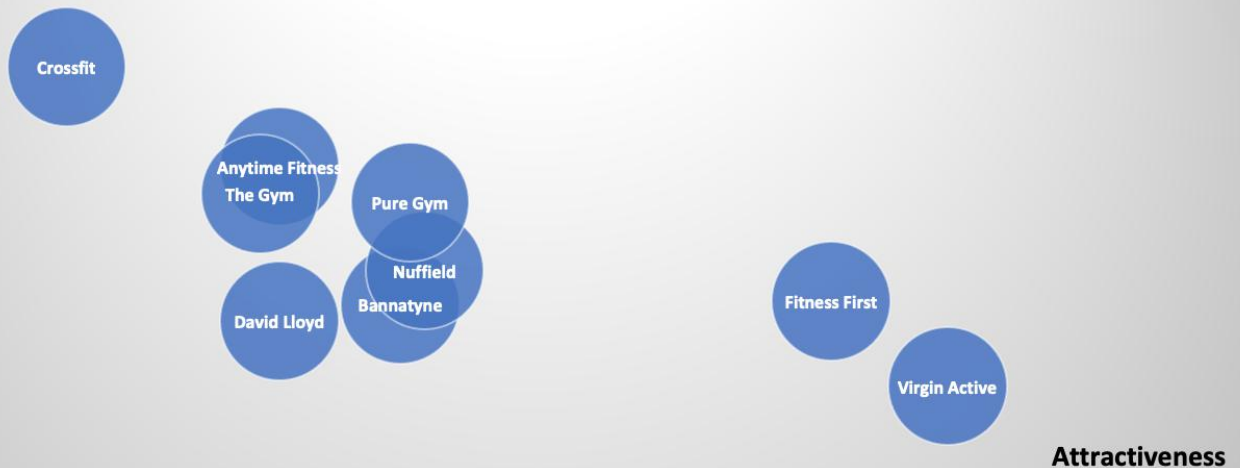 Crossfit
Anytime Fitness
The Gym
Pure Gym
Nuffield
Bannatyne
David Lloyd
Fitness First
Virgin Active
Attractiveness